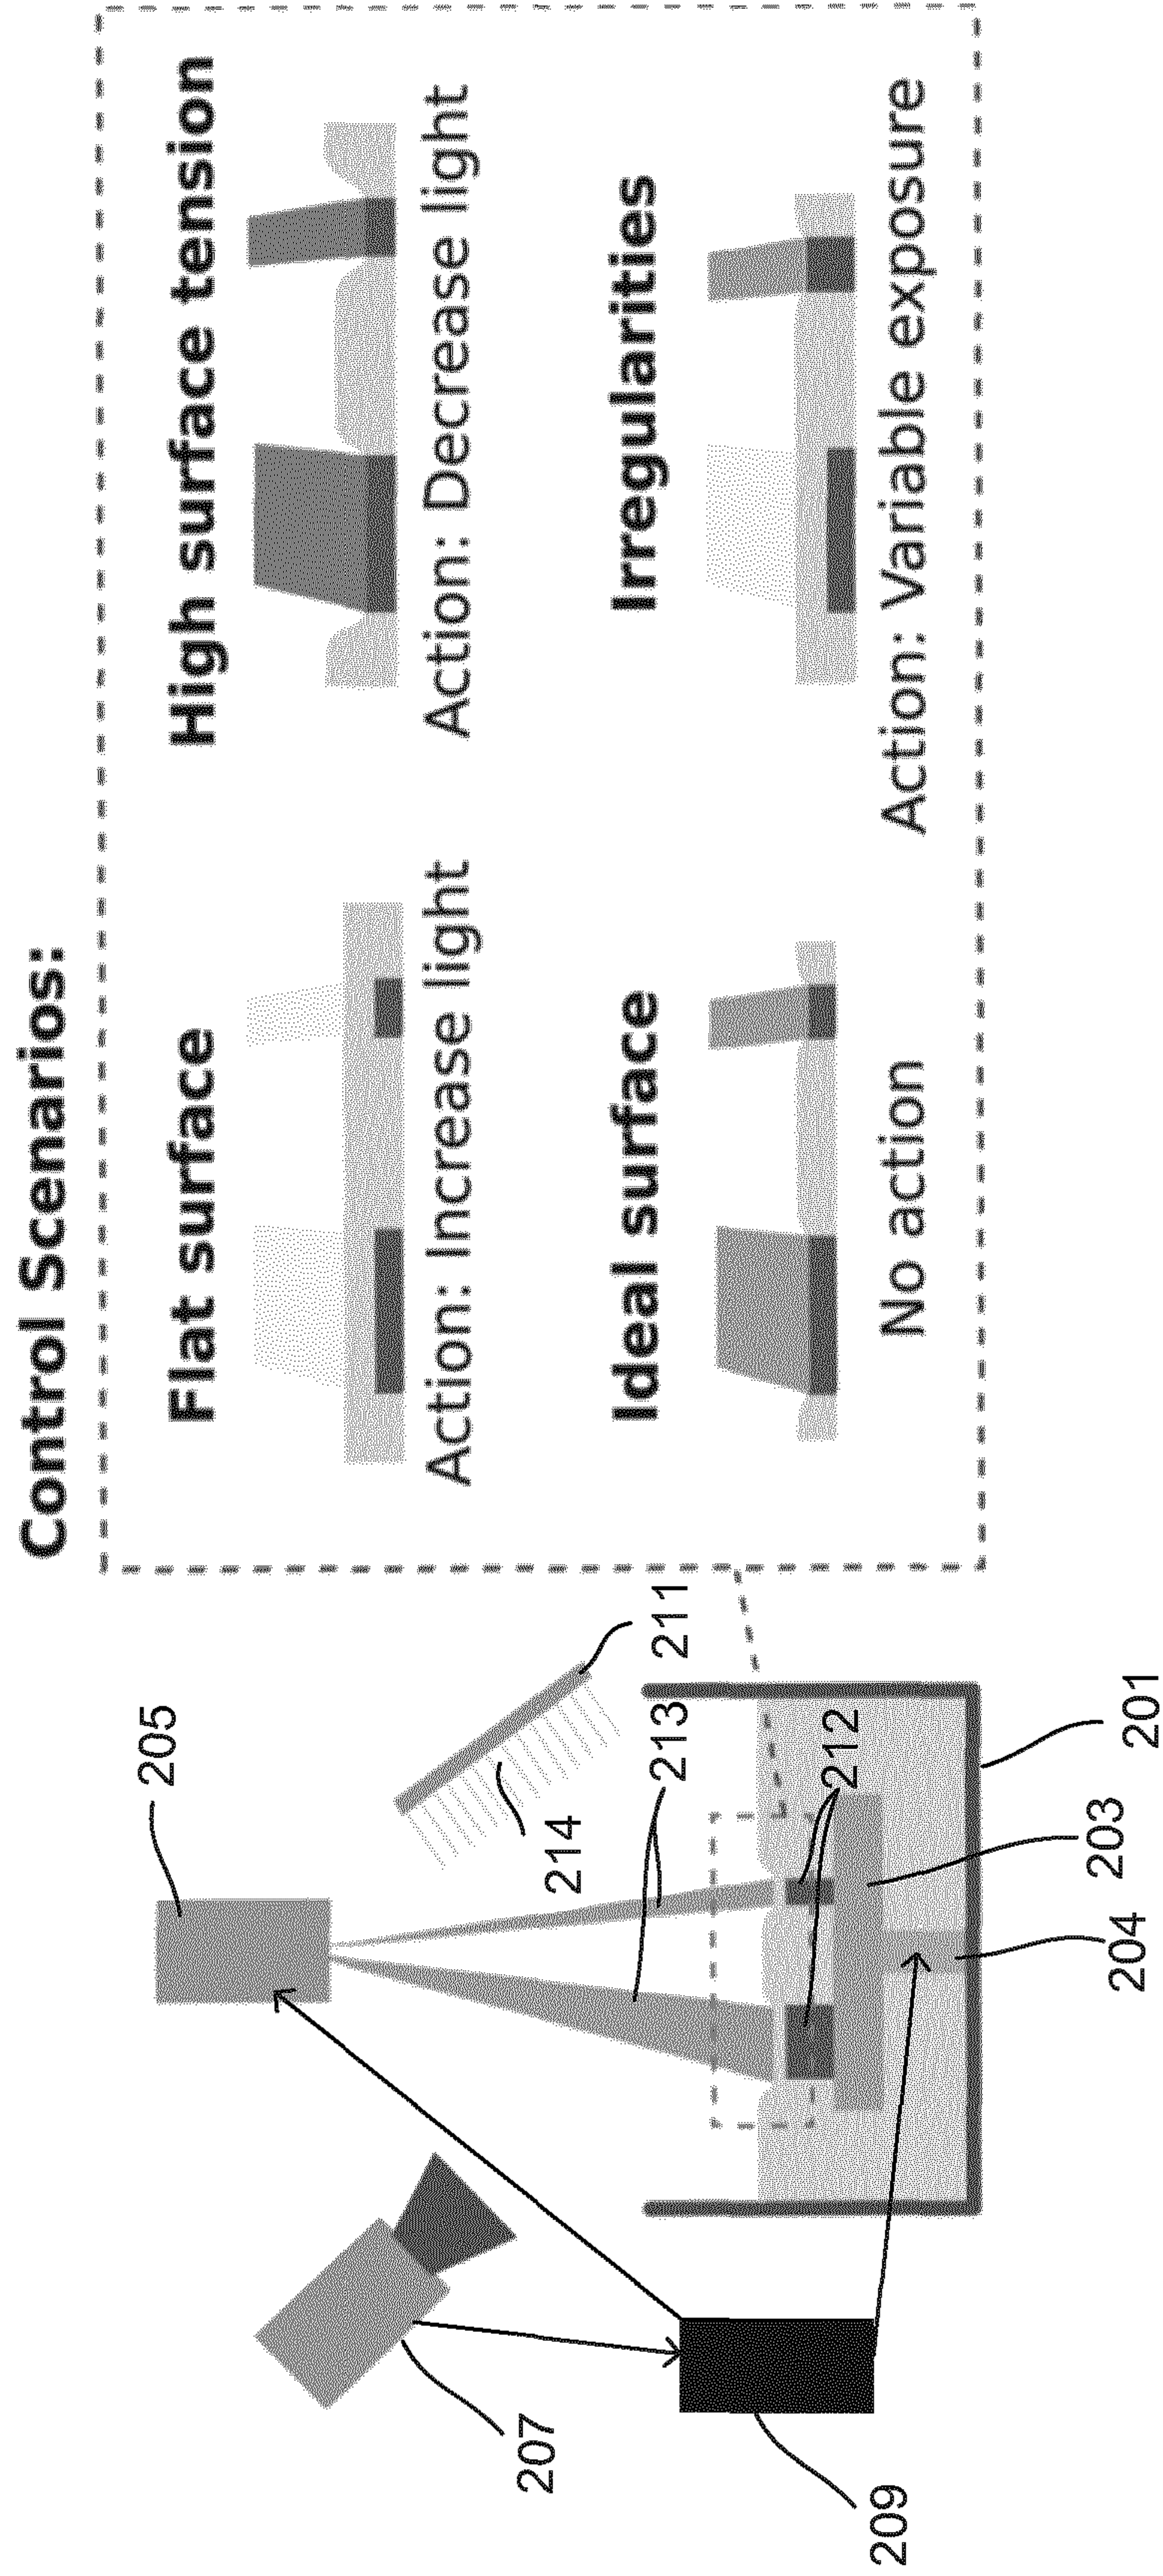 Control Scenarios:
Flat surface
Action: Increase light
High surface tension
Action: Decrease light
Ideal surface
No action
Irregularities
Action: Variable exposure
205
211
214
213
212
207
209
201
203
204